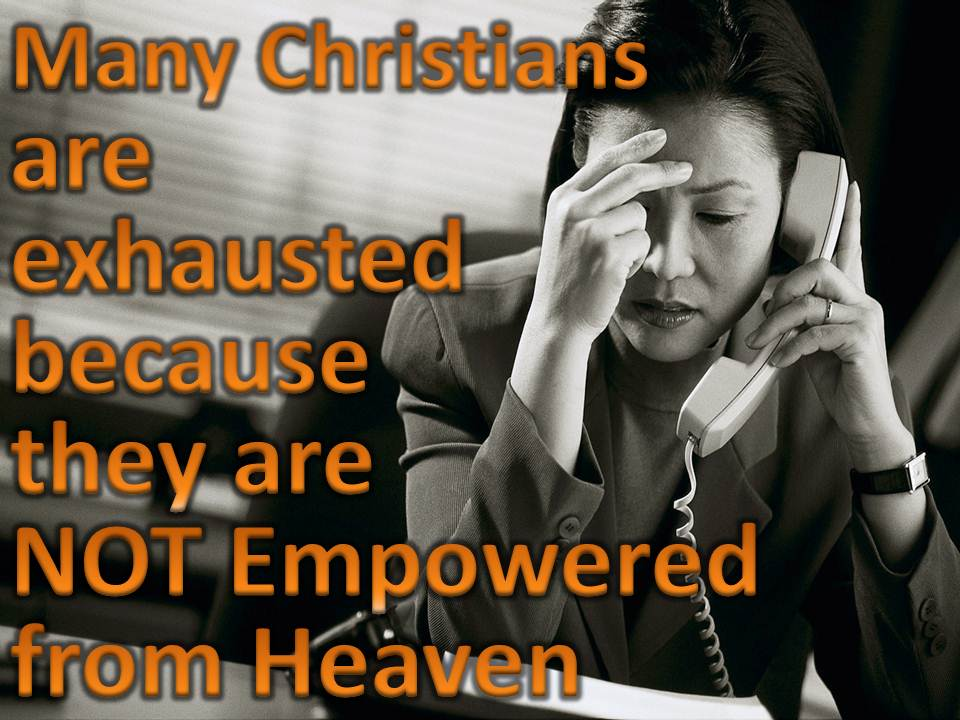 Many Christians
are
exhausted
because
they are
NOT Empowered
from Heaven